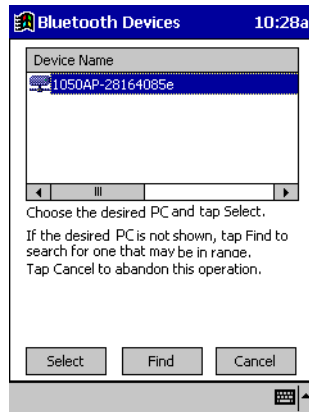 Bluetooth Devices 10:28a
Device Name
1050AP-28164085e
Choose the desired PC and tap Select.
If the desired PC is not shown, tap Find to
search for one that may be in range.
Tap Cancel to abandon this operation.
Select Find Cancel